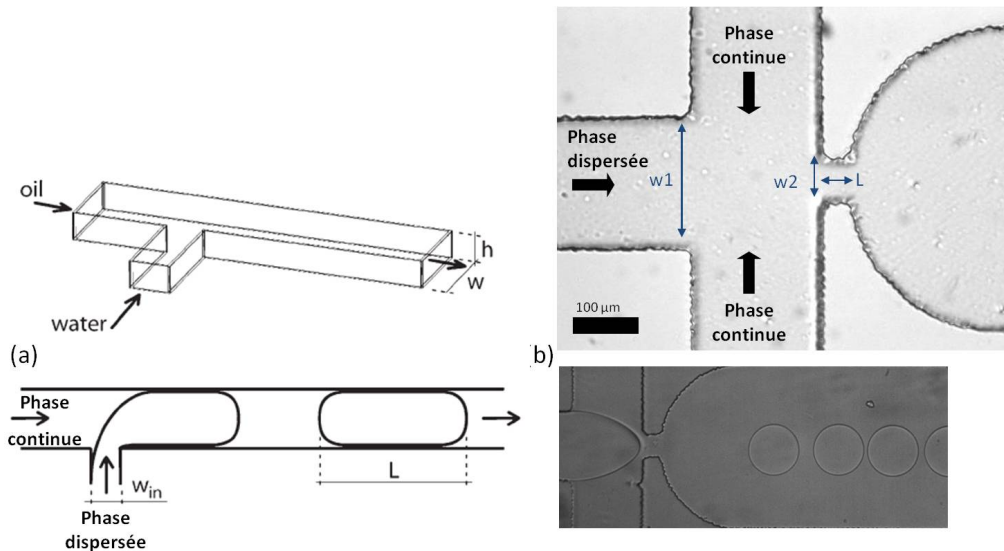 oil
h
w
water
(a)
Phase
continue
L
w_in
Phase
dispersée
Phase
continue
Phase
dispersée
w1
w2
L
100 µm
Phase
continue
(b)